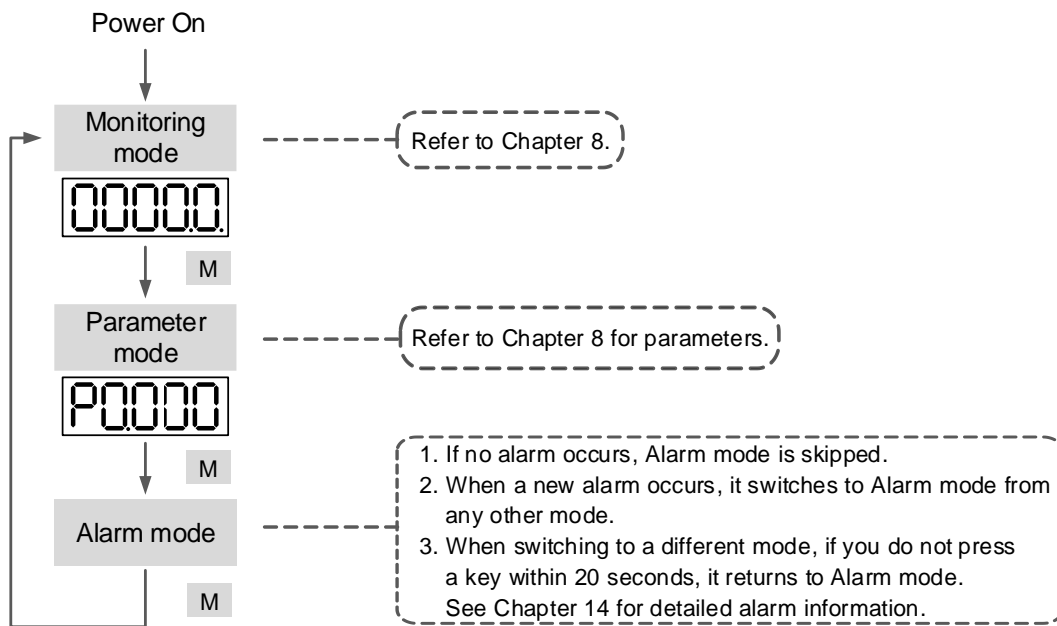 Power On
Monitoring
mode
Refer to Chapter 8.
0000.0.
M
Parameter
mode
Refer to Chapter 8 for parameters.
P0.000
M
1. If no alarm occurs, Alarm mode is skipped.
2. When a new alarm occurs, it switches to Alarm mode from
any other mode.
Alarm mode
3. When switching to a different mode, if you do not press
a key within 20 seconds, it returns to Alarm mode.
See Chapter 14 for detailed alarm information.
M